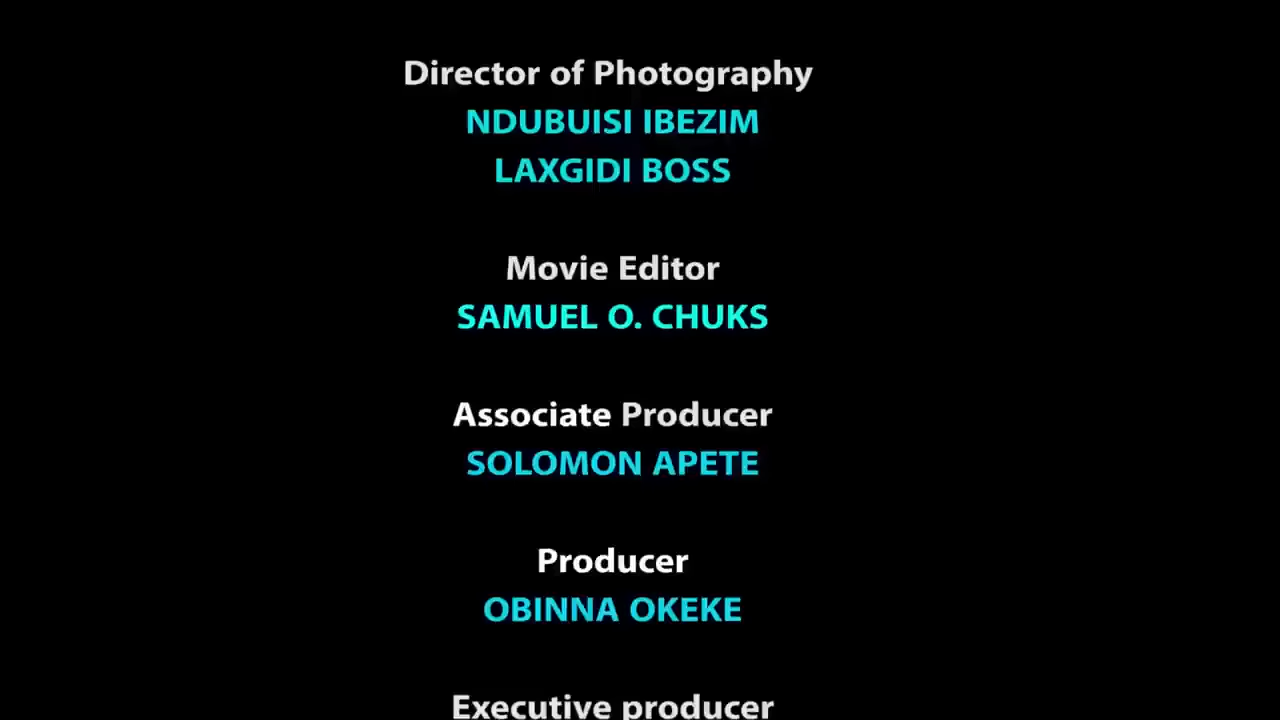 Director of Photography
NDUBUISI IBEZIM
LAXGIDI BOSS
Movie Editor
SAMUEL O. CHUKS
Associate Producer
SOLOMON APETE
Producer
OBINNA OKEKE
Executive producer